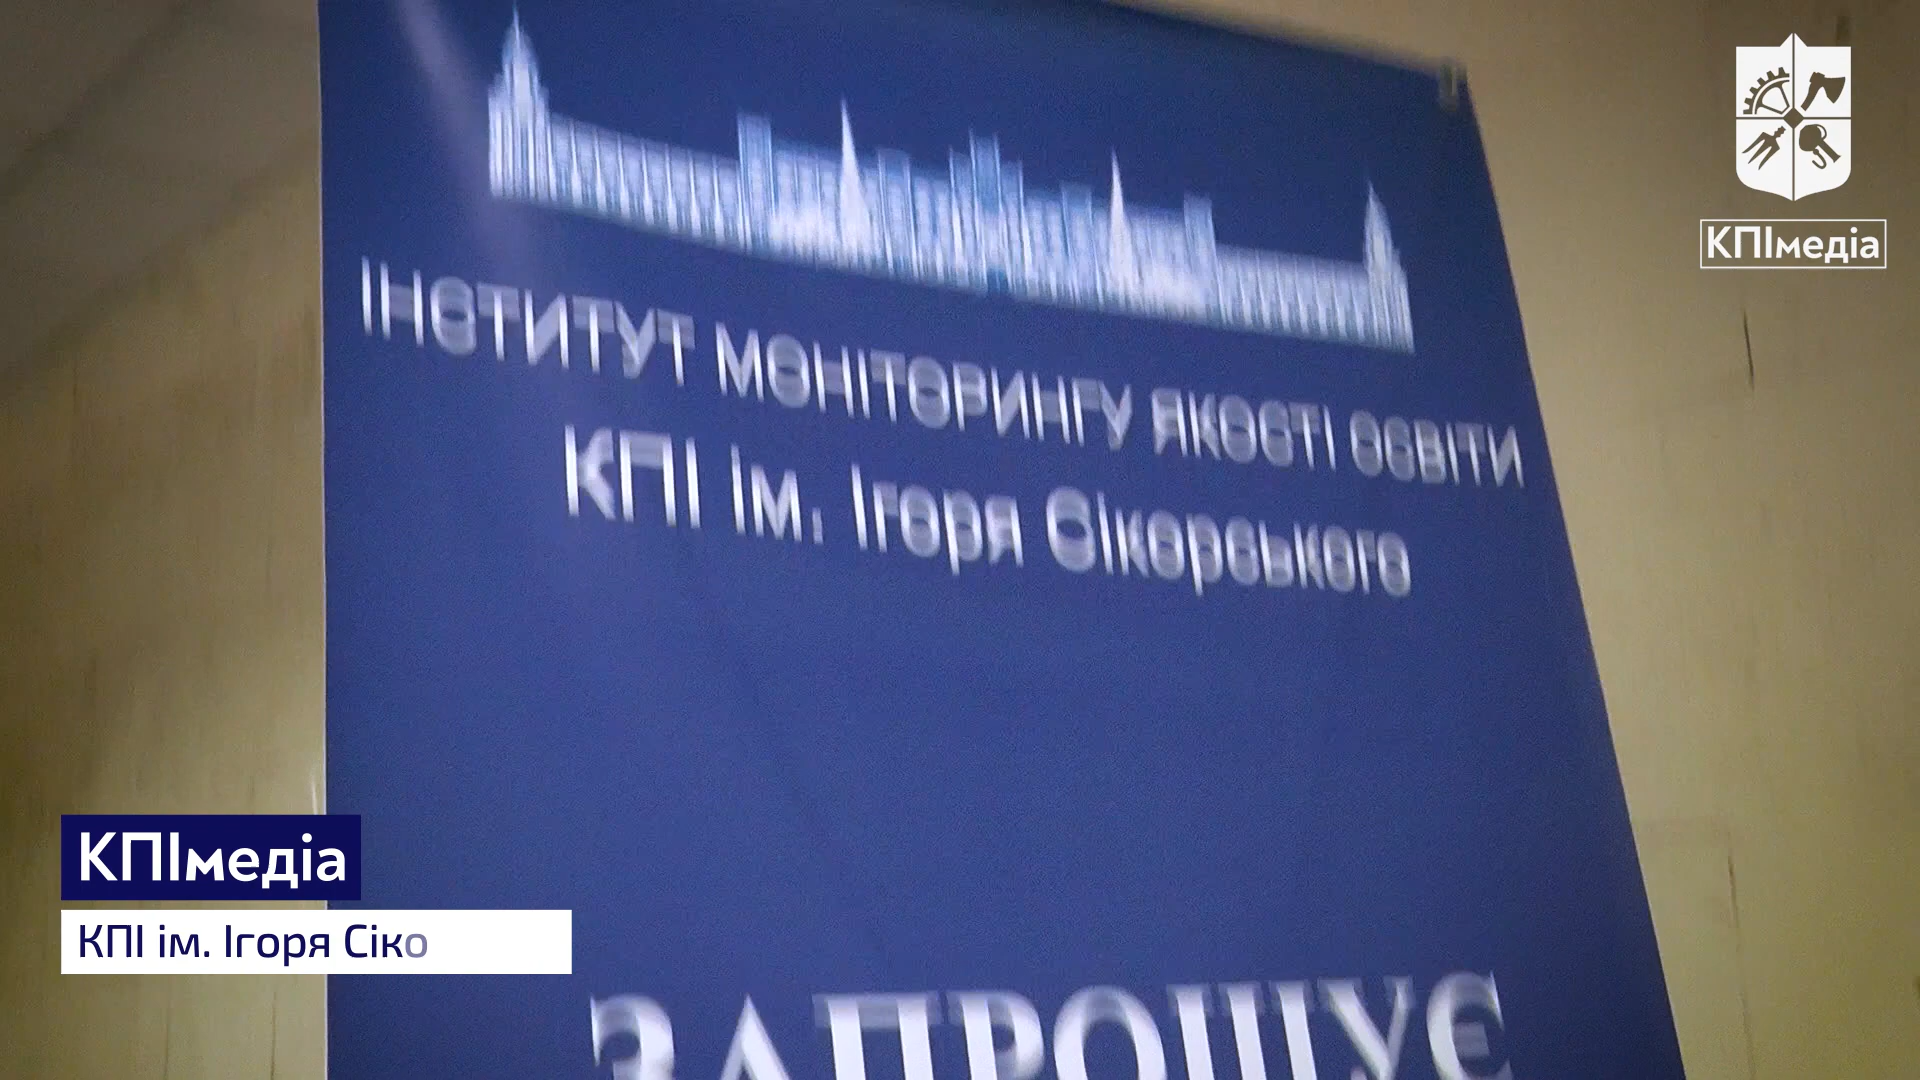 КПІмедіа
ІНСТИТУТ МОНІТОРИНГУ ЯКОСТІ ОСВІТИ
КПІ ім. Ігоря Сікорського
КПІмедіа
КПІ ім. Ігоря Сіко
ЗАПРОШУЄ